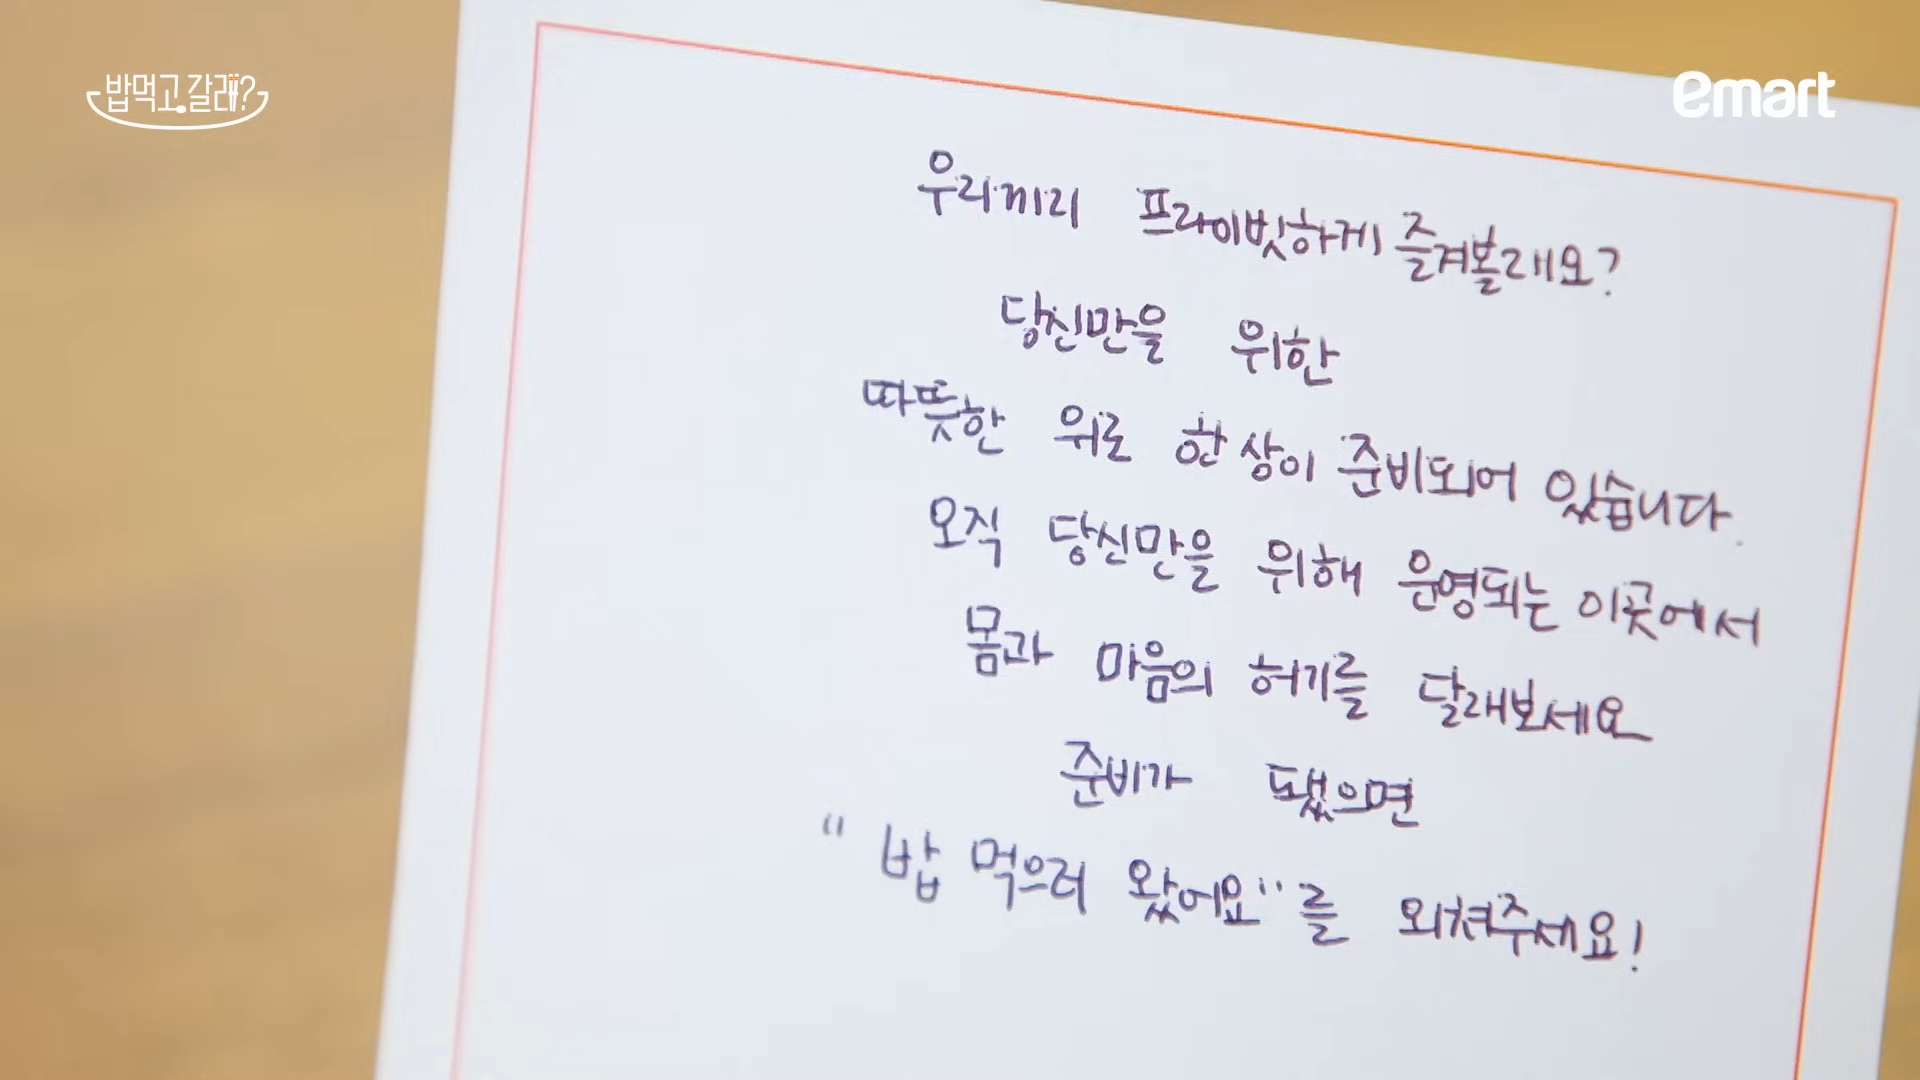 밥먹고 갈래?
emart
우리끼리 프라이빗하게 즐겨볼래요?
당신만을 위한
따뜻한 위로 한 상이 준비되어 있습니다.
오직 당신만을 위해 운영되는 이곳에서
몸과 마음의 허기를 달래보세요
준비가 됐으면
“밥 먹으러 왔어요”를 외쳐주세요!